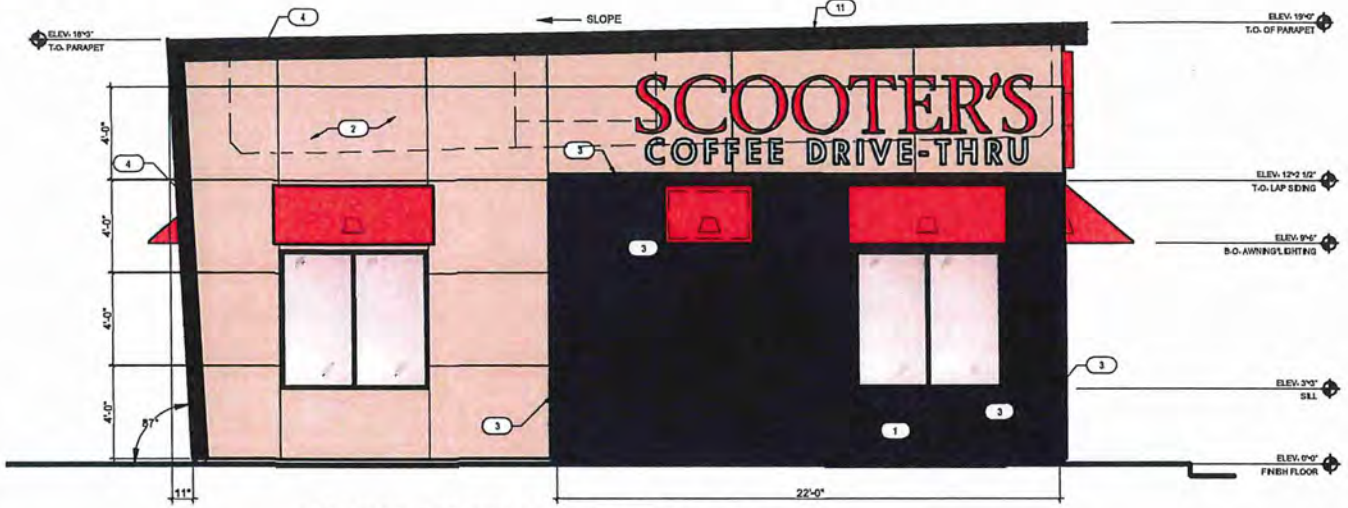 4
SLOPE
11
ELEV. 18'-3"
T.O. PARAPET
ELEV. 19'-0"
T.O. OF PARAPET
SCOOTER'S
COFFEE DRIVE-THRU
2
3
4'-0"
4
ELEV. 12'-2 1/2"
T.O. LAP SIDING
4'-0"
3
ELEV. 9'-6"
B.O. AWNING/LIGHTING
4'-0"
3
ELEV. 3'-3"
SILL
4'-0"
87°
3
1
3
ELEV. 0'-0"
FINISH FLOOR
11"
22'-0"